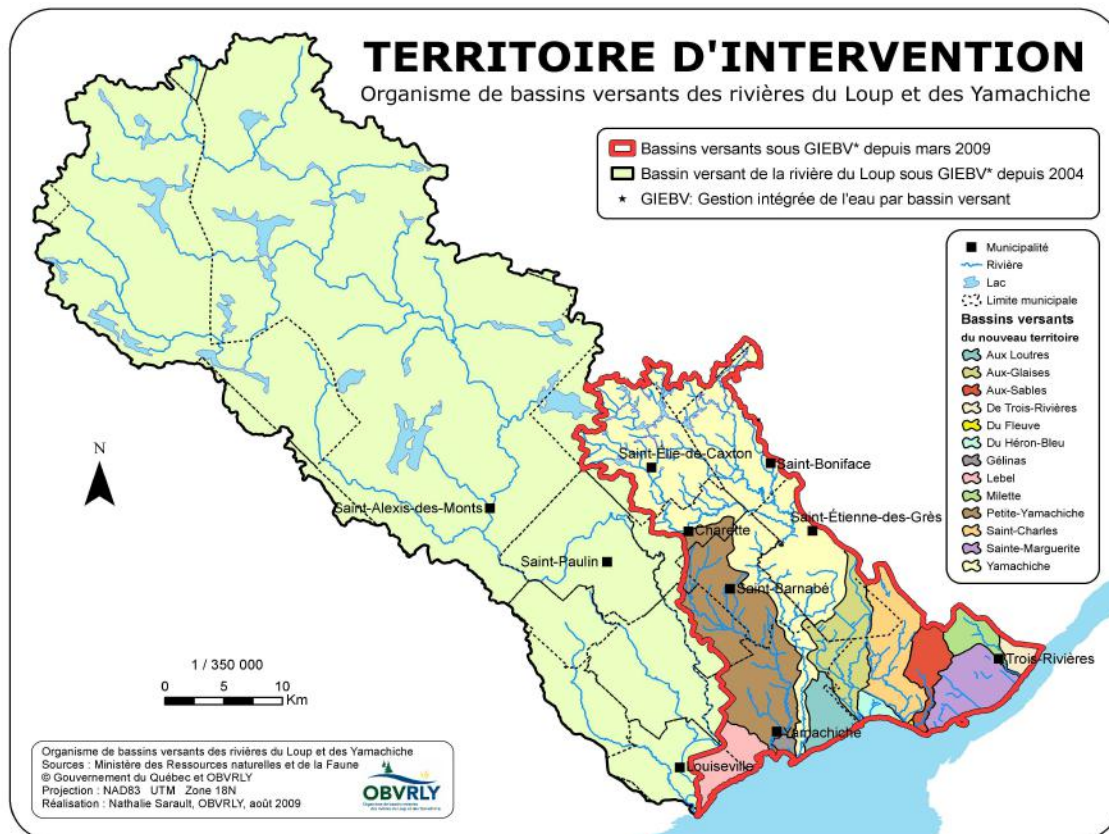 TERRITOIRE D'INTERVENTION
Organisme de bassins versants des rivières du Loup et des Yamachiche
Bassins versants sous GIEBV* depuis mars 2009
Bassin versant de la rivière du Loup sous GIEBV* depuis 2004
* GIEBV: Gestion intégrée de l'eau par bassin versant
Municipalité
Rivière
Lac
Limite municipale
Bassins versants
du nouveau territoire
Aux Loutres
Aux-Glaises
Aux-Sables
De Trois-Rivières
Du Fleuve
Du Héron-Bleu
Gélinas
Lebel
Milette
Petite-Yamachiche
Saint-Charles
Sainte-Marguerite
Yamachiche
Saint-Élie-de-Caxton
Saint-Boniface
N
Saint-Alexis-des-Monts
Charette
Saint-Étienne-des-Grès
Saint-Paulin
Saint-Barnabé
Trois-Rivières
Yamachiche
Louiseville
1 / 350 000
0 5 10
Km
Organisme de bassins versants des rivières du Loup et des Yamachiche
Sources : Ministère des Ressources naturelles et de la Faune
© Gouvernement du Québec et OBVRLY
Projection : NAD83 UTM Zone 18N
Réalisation : Nathalie Sarault, OBVRLY, août 2009
OBVRLY